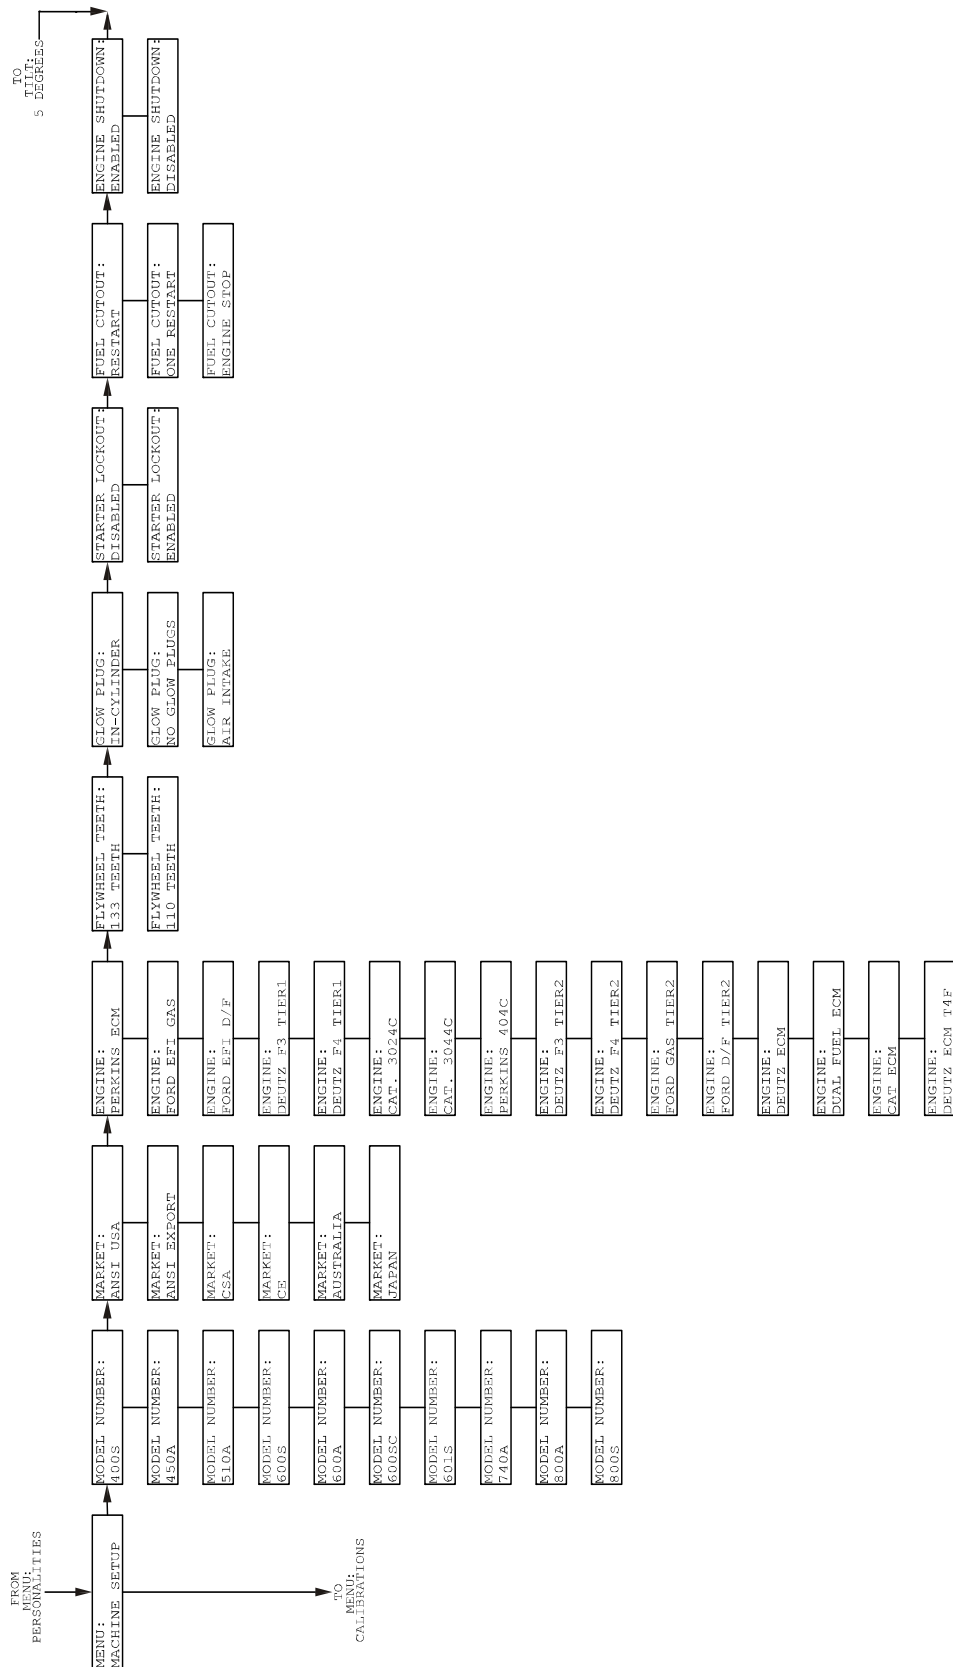 FROM
MENU:
PERSONALITIES
MENU:
MACHINE SETUP
TO
MENU:
CALIBRATIONS
MODEL NUMBER:
400S
MODEL NUMBER:
450A
MODEL NUMBER:
510A
MODEL NUMBER:
600S
MODEL NUMBER:
600A
MODEL NUMBER:
600SC
MODEL NUMBER:
601S
MODEL NUMBER:
740A
MODEL NUMBER:
800A
MODEL NUMBER:
800S
MARKET:
ANSI USA
MARKET:
ANSI EXPORT
MARKET:
CSA
MARKET:
CE
MARKET:
AUSTRALIA
MARKET:
JAPAN
ENGINE:
PERKINS ECM
ENGINE:
FORD EFI GAS
ENGINE:
FORD EFI D/F
ENGINE:
DEUTZ F3 TIER1
ENGINE:
DEUTZ F4 TIER1
ENGINE:
CAT. 3024C
ENGINE:
CAT. 3044C
ENGINE:
PERKINS 404C
ENGINE:
DEUTZ F3 TIER2
ENGINE:
DEUTZ F4 TIER2
ENGINE:
FORD GAS TIER2
ENGINE:
FORD D/F TIER2
ENGINE:
DEUTZ ECM
ENGINE:
DUAL FUEL ECM
ENGINE:
CAT ECM
ENGINE:
DEUTZ ECM T4F
FLYWHEEL TEETH:
133 TEETH
FLYWHEEL TEETH:
110 TEETH
GLOW PLUG:
IN-CYLINDER
GLOW PLUG:
NO GLOW PLUGS
GLOW PLUG:
AIR INTAKE
STARTER LOCKOUT:
DISABLED
STARTER LOCKOUT:
ENABLED
FUEL CUTOUT:
RESTART
FUEL CUTOUT:
ONE RESTART
FUEL CUTOUT:
ENGINE STOP
ENGINE SHUTDOWN:
ENABLED
ENGINE SHUTDOWN:
DISABLED
TO
TILT:
5 DEGREES